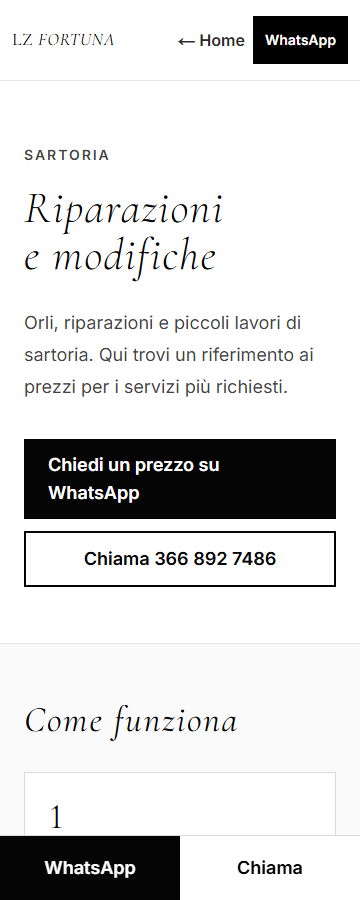 LZ FORTUNA
← Home
WhatsApp
SARTORIA
Riparazioni
e modifiche
Orli, riparazioni e piccoli lavori di
sartoria. Qui trovi un riferimento ai
prezzi per i servizi più richiesti.
Chiedi un prezzo su
WhatsApp
Chiama 366 892 7486
Come funziona
1
WhatsApp
Chiama